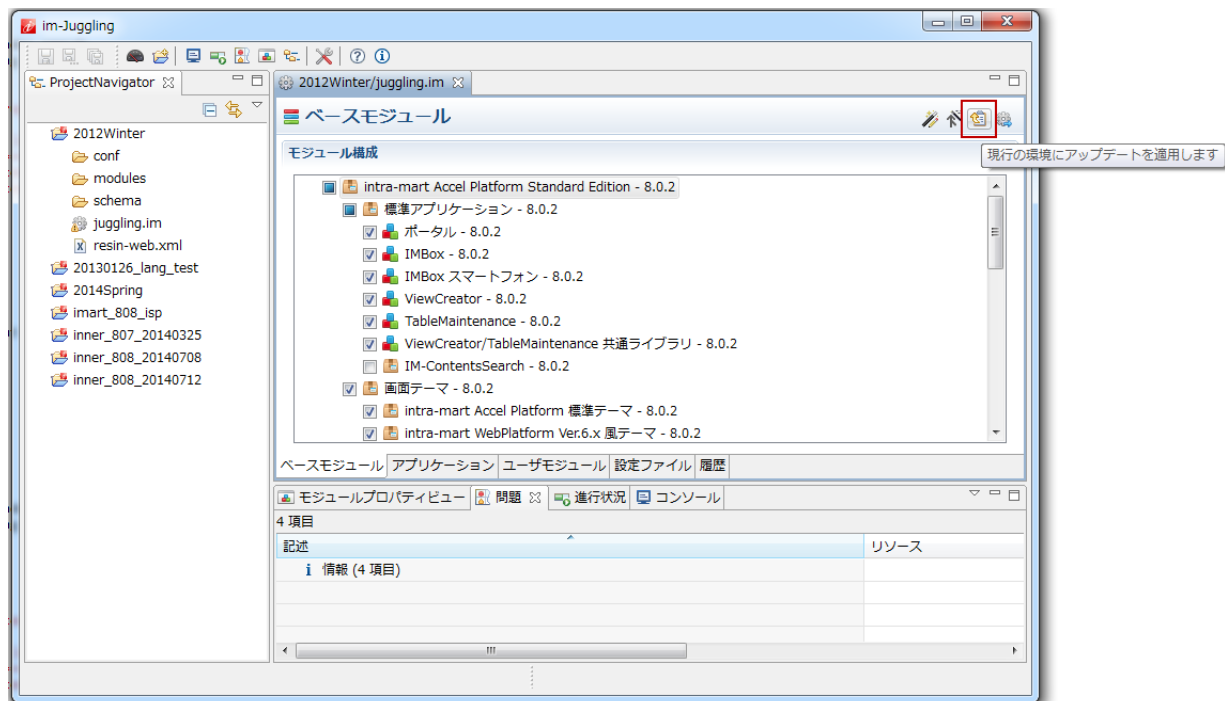 im-Juggling
ProjectNavigator
2012Winter/juggling.im
2012Winter
conf
modules
schema
juggling.im
resin-web.xml
20130126_lang_test
2014Spring
imart_808_isp
inner_807_20140325
inner_808_20140708
inner_808_20140712
ベースモジュール
現行の環境にアップデートを適用します
モジュール構成
intra-mart Accel Platform Standard Edition - 8.0.2
標準アプリケーション - 8.0.2
ポータル - 8.0.2
IMBox - 8.0.2
IMBox スマートフォン - 8.0.2
ViewCreator - 8.0.2
TableMaintenance - 8.0.2
ViewCreator/TableMaintenance 共通ライブラリ - 8.0.2
IM-ContentsSearch - 8.0.2
画面テーマ - 8.0.2
intra-mart Accel Platform 標準テーマ - 8.0.2
intra-mart WebPlatform Ver.6.x 風テーマ - 8.0.2
ベースモジュール アプリケーション ユーザモジュール 設定ファイル 履歴
モジュールプロパティビュー 問題 進行状況 コンソール
4 項目
記述 リソース
情報 (4 項目)